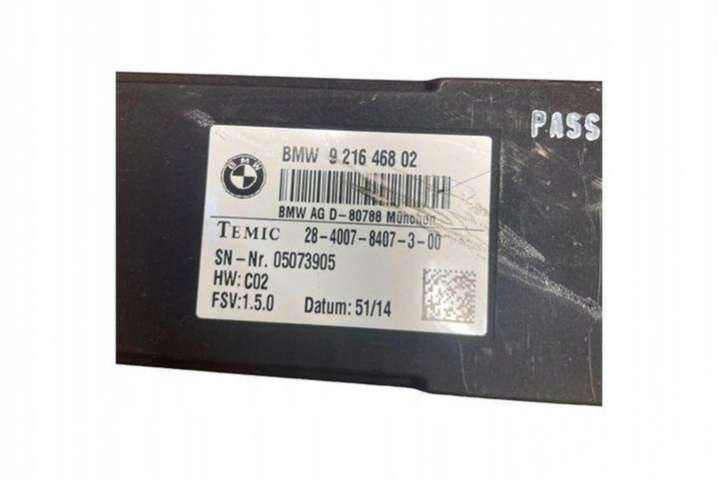 PASS
BMW
BMW 9 216 468 02
BMW AG D-80788 München
TEMIC 28-4007-8407-3-00
SN-Nr. 05073905
HW: C02
FSV:1.5.0 Datum: 51/14